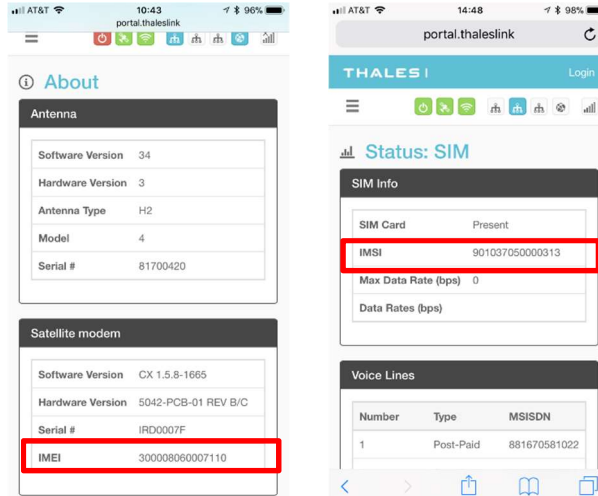 AT&T 10:43 96%
portal.thaleslink
About
Antenna
Software Version 34
Hardware Version 3
Antenna Type H2
Model 4
Serial # 81700420
Satellite modem
Software Version CX 1.5.8-1665
Hardware Version 5042-PCB-01 REV B/C
Serial # IRD0007F
IMEI 300008060007110
AT&T 14:48 98%
portal.thaleslink
THALES Login
Status: SIM
SIM Info
SIM Card Present
IMSI 901037050000313
Max Data Rate (bps) 0
Data Rates (bps)
Voice Lines
Number Type MSISDN
1 Post-Paid 881670581022